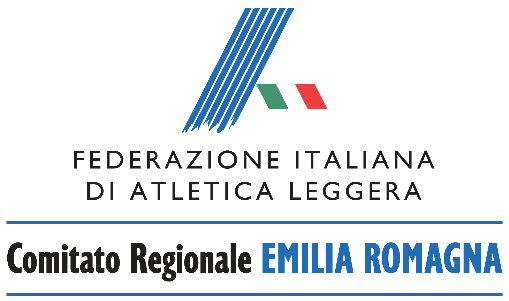 FEDERAZIONE ITALIANA
DI ATLETICA LEGGERA
Comitato Regionale EMILIA ROMAGNA